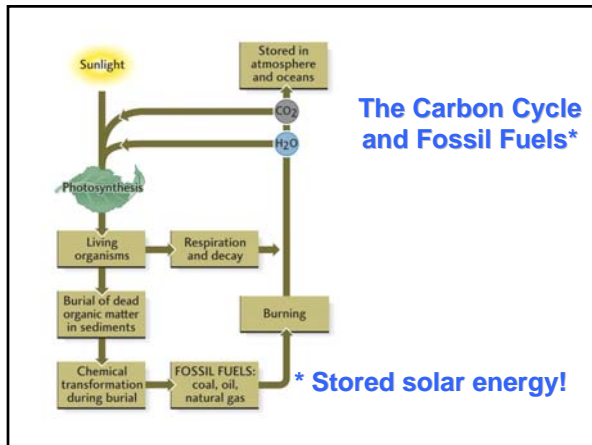 Sunlight
Stored in
atmosphere
and oceans
The Carbon Cycle
and Fossil Fuels*
CO2
H2O
Photosynthesis
Living
organisms
Respiration
and decay
Burial of dead
organic matter
in sediments
Burning
Chemical
transformation
during burial
FOSSIL FUELS:
coal, oil,
natural gas
* Stored solar energy!